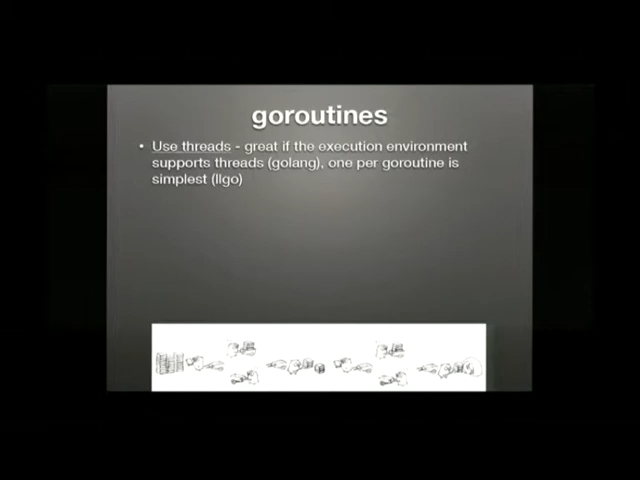 goroutines
• Use threads - great if the execution environment
supports threads (golang), one per goroutine is
simplest (llgo)